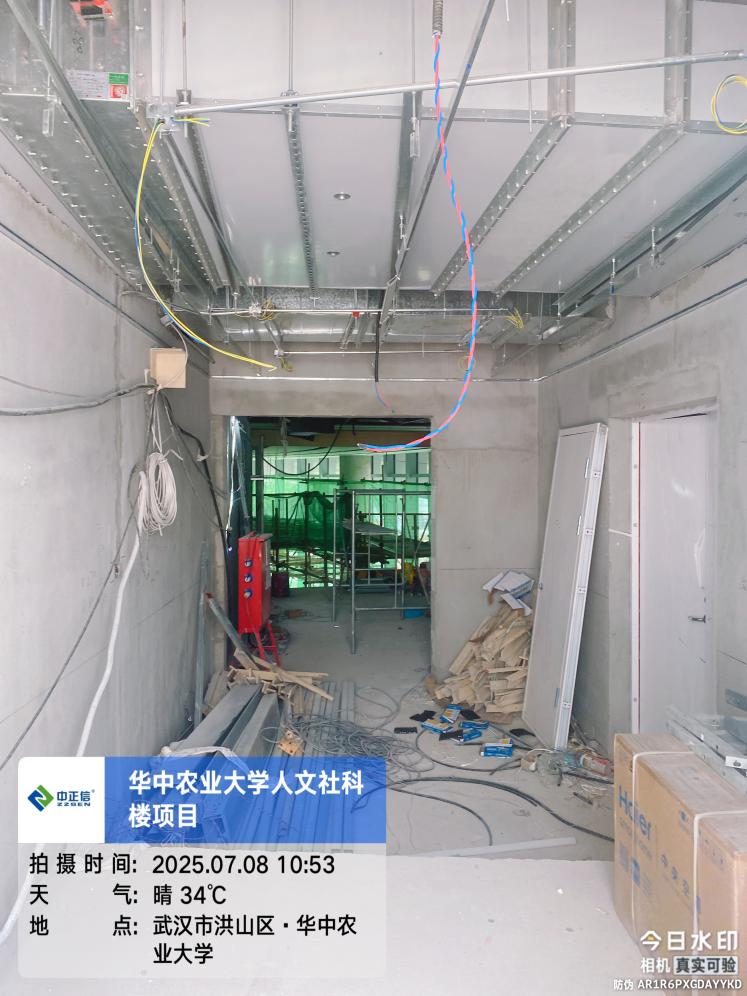 Haier
中正信
ZZSEN
华中农业大学人文社科
楼项目
拍摄时间: 2025.07.08 10:53
天气: 晴 34℃
地点: 武汉市洪山区·华中农
业大学
今日水印
相机 真实可验
防伪 AR1R6PXGDAYYKD